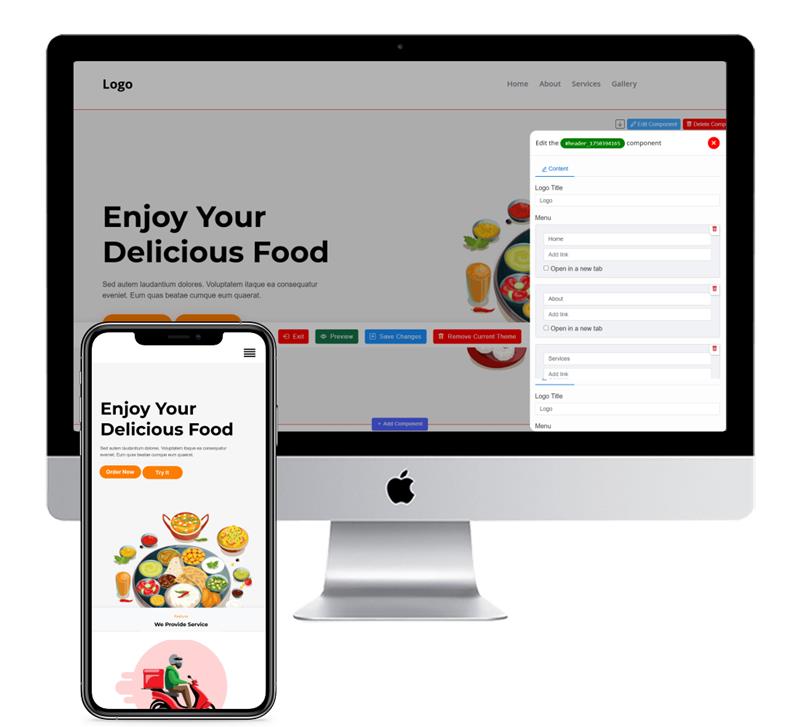 Logo
Home About Services Gallery
Edit Component Delete Comp
Edit the #header_1750394165 component
Content
Logo Title
Logo
Menu
Home
Add link
Open in a new tab
About
Add link
Open in a new tab
Services
Add link
Logo Title
Logo
Menu
Enjoy Your
Delicious Food
Sed autem laudantium dolores. Voluptatem itaque ea consequatur
eveniet. Eum quas beatae cumque eum quaerat.
Exit Preview Save Changes Remove Current Theme
+ Add Component
Enjoy Your
Delicious Food
Sed autem laudantium dolores. Voluptatem itaque ea consequatur
eveniet. Eum quas beatae cumque eum quaerat.
Order Now Try it
Feature
We Provide Service